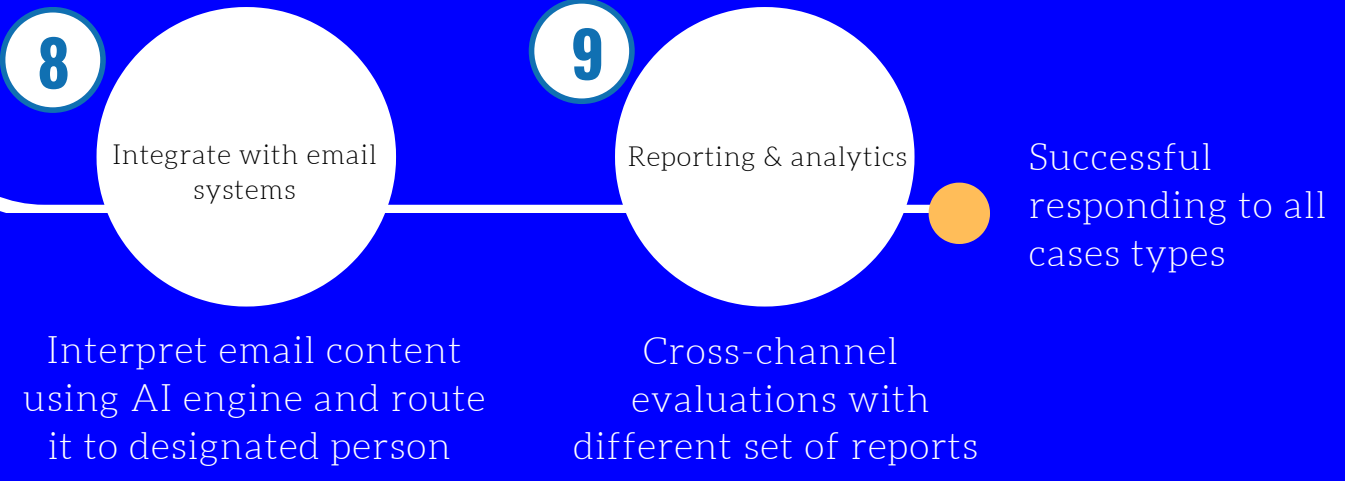 8
Integrate with email
systems
Interpret email content
using AI engine and route
it to designated person
9
Reporting & analytics
Cross-channel
evaluations with
different set of reports
Successful
responding to all
cases types